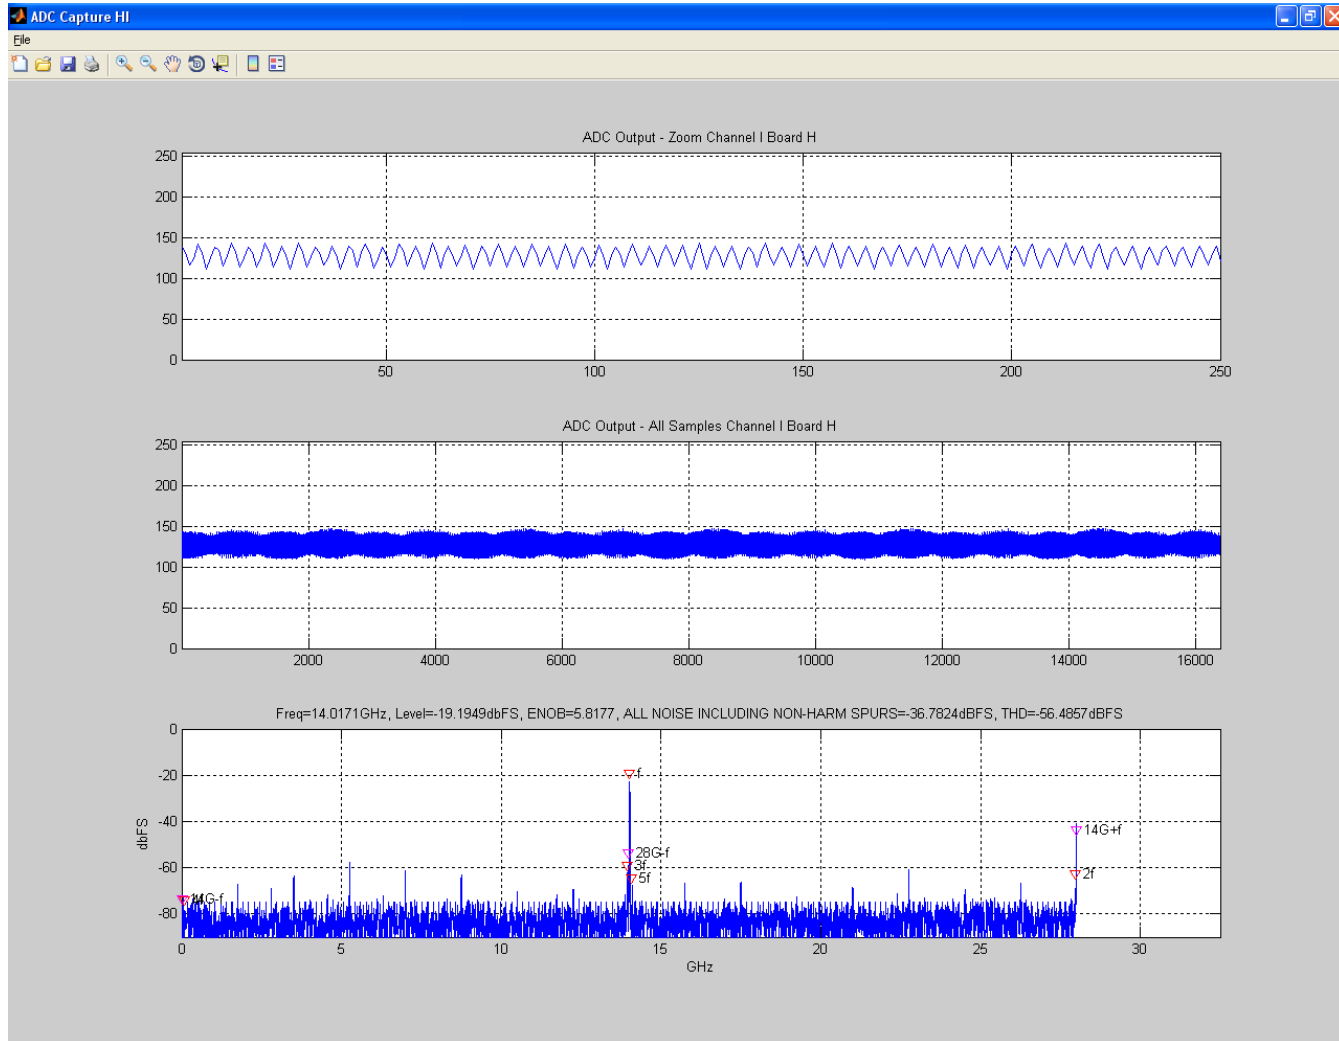 ADC Capture HI
File
ADC Output - Zoom Channel I Board H
250
200
150
100
50
0
50 100 150 200 250
ADC Output - All Samples Channel I Board H
250
200
150
100
50
0
2000 4000 6000 8000 10000 12000 14000 16000
Freq=14.0171GHz, Level=-19.1949dbFS, ENOB=5.8177, ALL NOISE INCLUDING NON-HARM SPURS=-36.7824dBFS, THD=-56.4857dBFS
0
-20
-40
-60
-80
dbFS
f
28G-f
3f
5f
14G+f
2f
14G-f
0 5 10 15 20 25 30
GHz